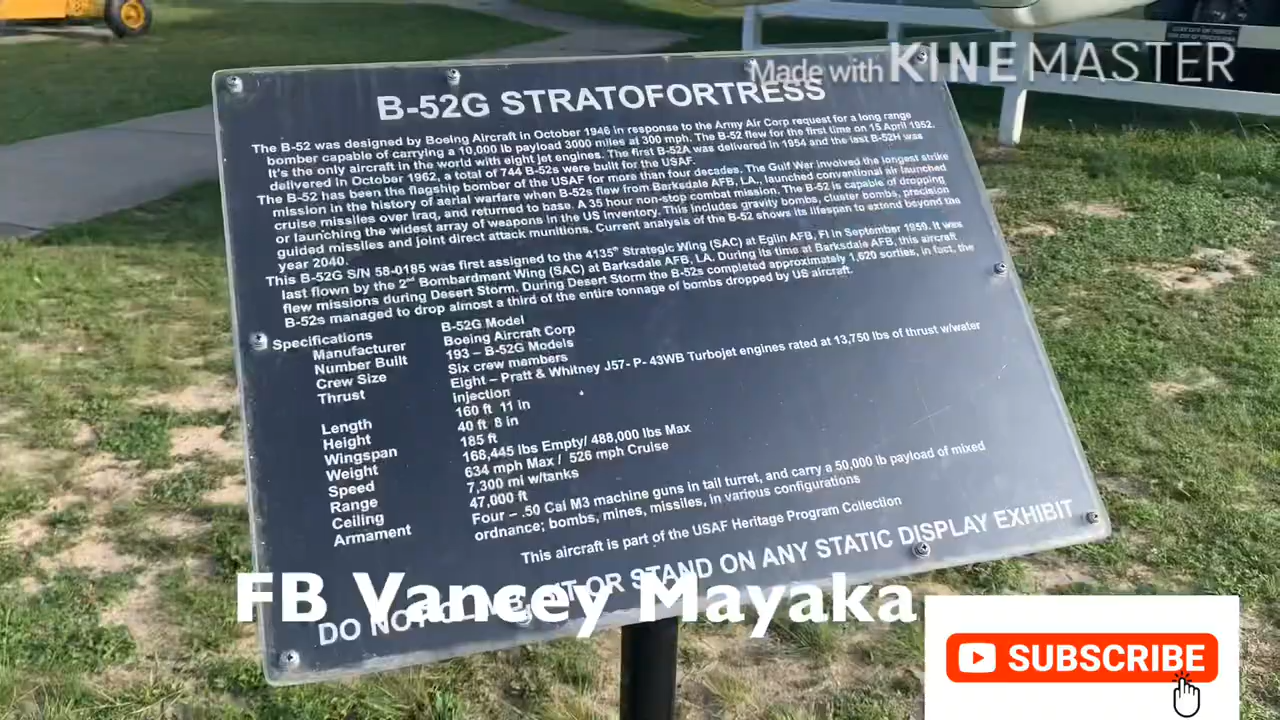 Made with KINEMASTER
B-52G STRATOFORTRESS
The B-52 was designed by Boeing Aircraft in October 1946 in response to the Army Air Corp request for a long range
bomber capable of carrying a 10,000 lb payload 3000 miles at 300 mph. The B-52 flew for the first time on 15 April 1952.
It's the only aircraft in the world with eight jet engines. The first B-52A was delivered in 1954 and the last B-52H was
delivered in October 1962, a total of 744 B-52s were built for the USAF.
The B-52 has been the flagship bomber of the USAF for more than four decades. The Gulf War involved the longest strike
mission in the history of aerial warfare when B-52s flew from Barksdale AFB, LA., launched conventional air launched
cruise missiles over Iraq, and returned to base. A 35 hour non-stop combat mission. The B-52 is capable of dropping
or launching the widest array of weapons in the US inventory. This includes gravity bombs, cluster bombs, precision
guided missiles and joint direct attack munitions. Current analysis of the B-52 shows its lifespan to extend beyond the
year 2040.
This B-52G S/N 58-0185 was first assigned to the 4135th Strategic Wing (SAC) at Eglin AFB, Fl in September 1959. It was
last flown by the 2nd Bombardment Wing (SAC) at Barksdale AFB, LA. During its time at Barksdale AFB, this aircraft
flew missions during Desert Storm. During Desert Storm the B-52s completed approximately 1,620 sorties, in fact, the
B-52s managed to drop almost a third of the entire tonnage of bombs dropped by US aircraft.
Specifications B-52G Model
Manufacturer Boeing Aircraft Corp
Number Built 193 – B-52G Models
Crew Size Six crew members
Thrust Eight – Pratt & Whitney J57- P- 43WB Turbojet engines rated at 13,750 lbs of thrust w/water
Injection
Length 160 ft 11 in
Height 40 ft 8 in
Wingspan 185 ft
Weight 168,445 lbs Empty/ 488,000 lbs Max
Speed 634 mph Max / 526 mph Cruise
Range 7,300 mi w/tanks
Ceiling 47,000 ft
Armament Four – .50 Cal M3 machine guns in tail turret, and carry a 50,000 lb payload of mixed
ordnance; bombs, mines, missiles, in various configurations
This aircraft is part of the USAF Heritage Program Collection
DO NOT OR STAND ON ANY STATIC DISPLAY EXHIBIT
FB Vancey Mayaka
SUBSCRIBE